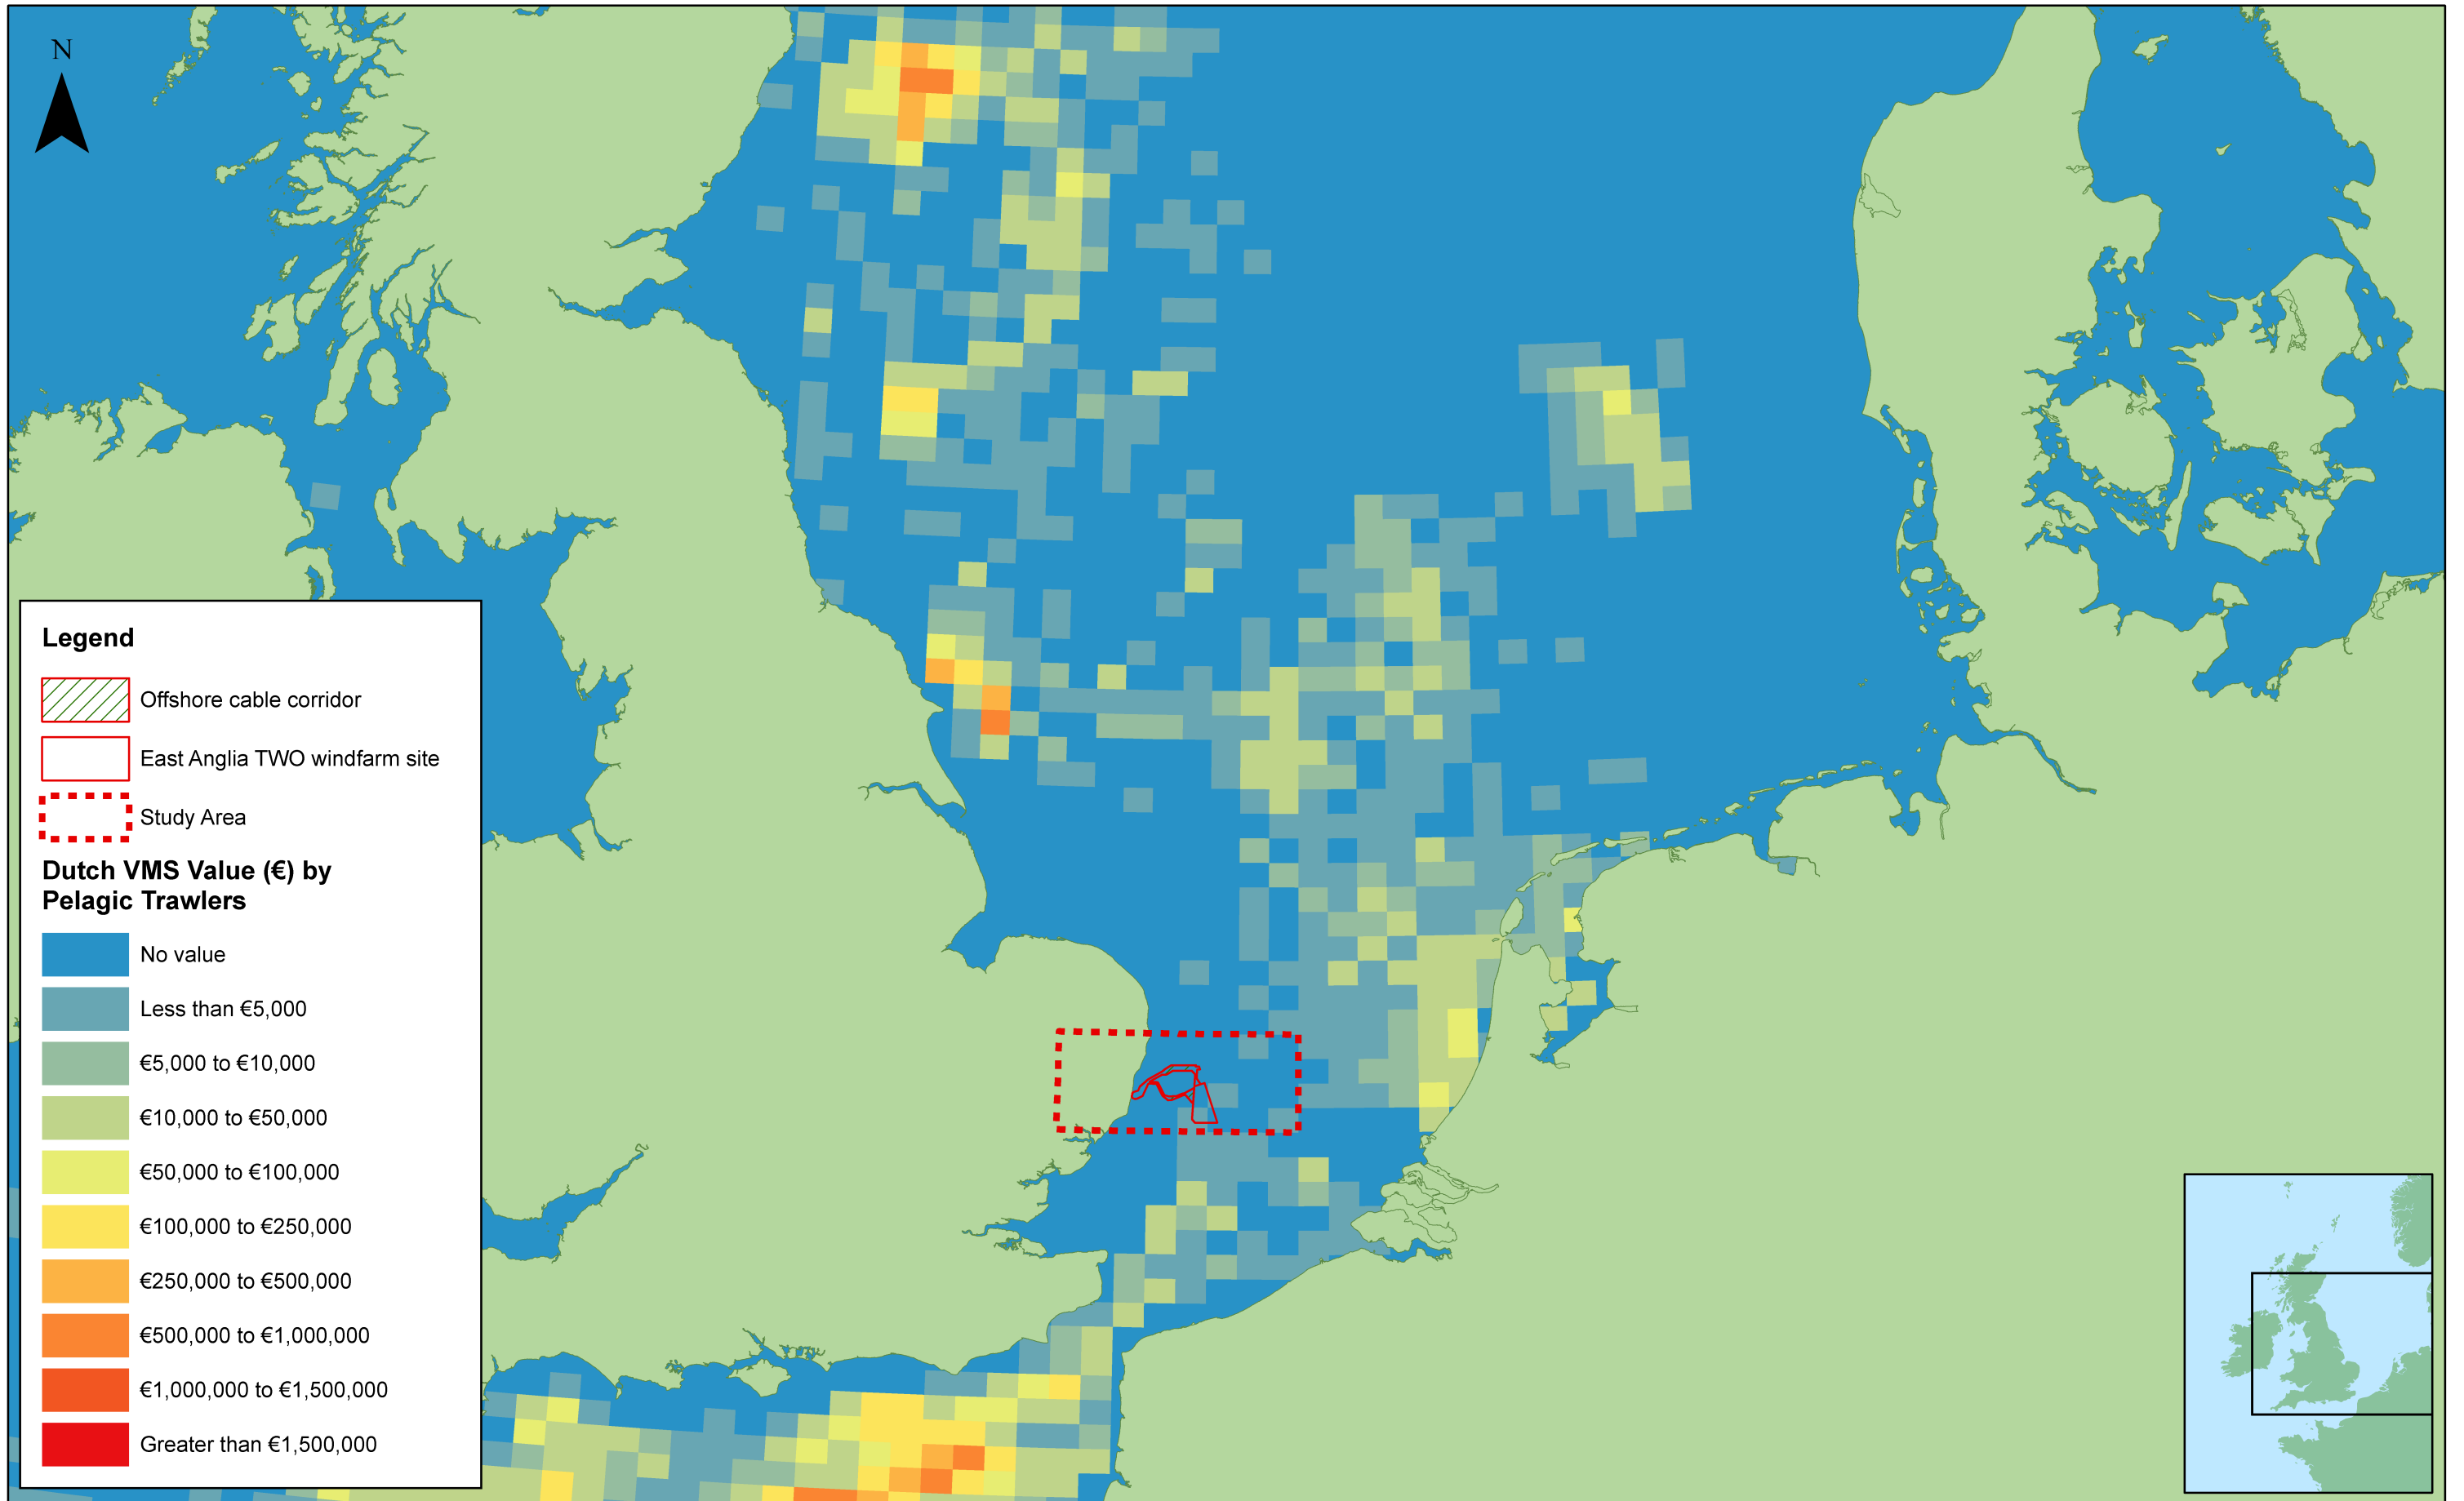 N
Legend
Offshore cable corridor
East Anglia TWO windfarm site
Study Area
Dutch VMS Value (€) by
Pelagic Trawlers
No value
Less than €5,000
€5,000 to €10,000
€10,000 to €50,000
€50,000 to €100,000
€100,000 to €250,000
€250,000 to €500,000
€500,000 to €1,000,000
€1,000,000 to €1,500,000
Greater than €1,500,000